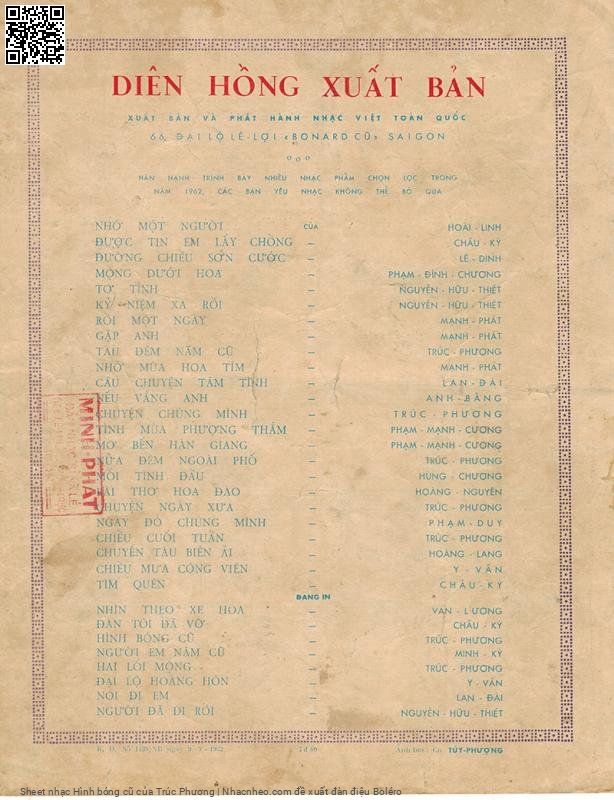 DIÊN HỒNG XUẤT BẢN
XUẤT BẢN VÀ PHÁT HÀNH NHẠC VIỆT TOÀN QUỐC
66, ĐẠI LỘ LÊ-LỢI «BONARD CŨ» SAIGON
HÂN HẠNH TRÌNH BÀY NHIỀU NHẠC PHẨM CHỌN LỌC TRONG
NĂM 1962, CÁC BẠN YÊU NHẠC KHÔNG THỂ BỎ QUA
NHỚ MỘT NGƯỜI CỦA HOÀI - LINH
ĐƯỢC TIN EM LẤY CHỒNG — CHÂU - KỲ
ĐƯỜNG CHIỀU SƠN CƯỚC — LÊ - DINH
MỘNG DƯỚI HOA — PHẠM - ĐÌNH - CHƯƠNG
TƠ TÌNH — NGUYỄN - HỮU - THIẾT
KỶ NIỆM XA RỒI — NGUYỄN - HỮU - THIẾT
RỒI MỘT NGÀY — MẠNH - PHÁT
GẶP ANH — MẠNH - PHÁT
TÀU ĐÊM NĂM CŨ — TRÚC - PHƯƠNG
NHỚ MÙA HOA TÍM — MẠNH - PHÁT
CÂU CHUYỆN TÂM TÌNH — LAN - ĐÀI
NẾU VẮNG ANH — ANH - BẰNG
CHUYỆN CHÚNG MÌNH — TRÚC - PHƯƠNG
TÌNH MÙA PHƯỢNG THẮM — PHẠM - MẠNH - CƯƠNG
MƠ BÊN HÀN GIANG — PHẠM - MẠNH - CƯƠNG
NỬA ĐÊM NGOÀI PHỐ — TRÚC - PHƯƠNG
MỐI TÌNH ĐẦU — HÙNG - CHƯƠNG
BÀI THƠ HOA ĐÀO — HOÀNG - NGUYÊN
CHUYỆN NGÀY XƯA — TRÚC - PHƯƠNG
NGÀY ĐÓ CHÚNG MÌNH — PHẠM - DUY
CHIỀU CUỐI TUẦN — TRÚC - PHƯƠNG
CHUYẾN TÀU BIÊN ÁI — HOÀNG - LANG
CHIỀU MƯA CÔNG VIÊN — Y - VÂN
TÌM QUÊN — CHÂU - KỲ
ĐANG IN
NHÌN THEO XE HOA — VĂN - LƯƠNG
ĐÀN TÔI ĐÃ VỠ — CHÂU - KỲ
HÌNH BÓNG CŨ — TRÚC - PHƯƠNG
NGƯỜI EM NĂM CŨ — MINH - KỲ
HAI LỐI MỘNG — TRÚC - PHƯƠNG
ĐẠI LỘ HOÀNG HÔN — Y - VÂN
NÓI ĐI EM — LAN - ĐÀI
NGƯỜI ĐÃ ĐI RỒI — NGUYỄN - HỮU - THIẾT
Ảnh bìa: Cô TÚY-PHƯỢNG
MINH-PHÁT
Sheet nhạc Hình bóng cũ của Trúc Phương | Nhacnheo.com đề xuất đàn điệu Boléro